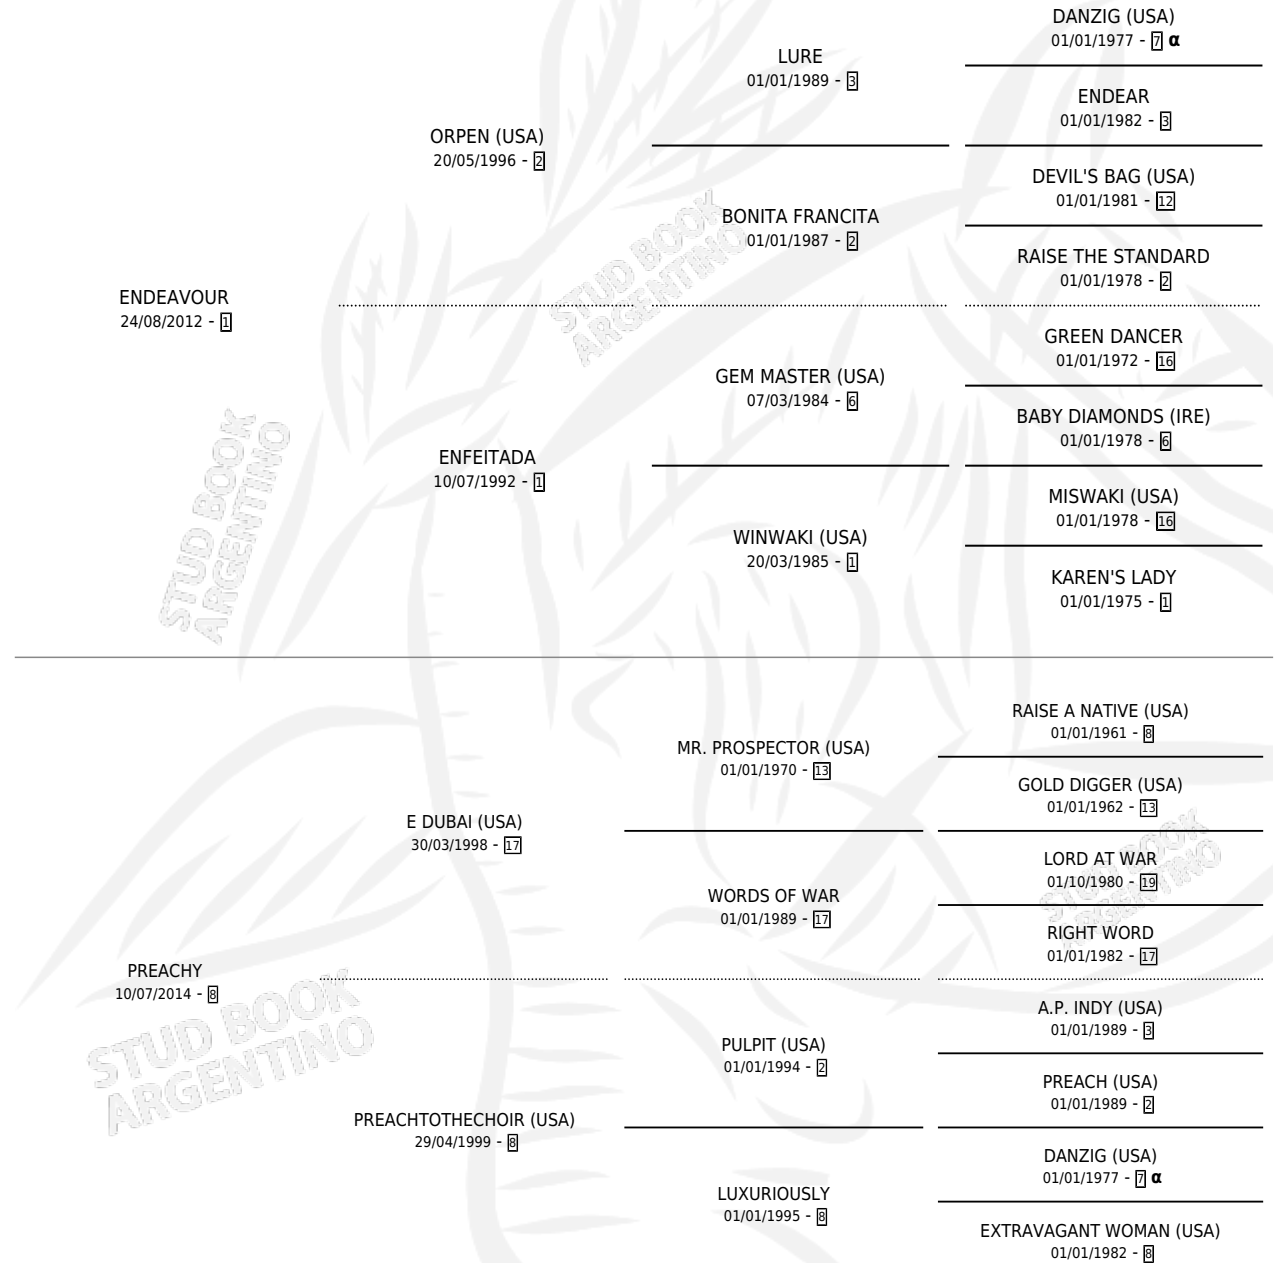 DANZIG (USA)
01/01/1977 - 7 α
LURE
01/01/1989 - 3
ENDEAR
01/01/1982 - 3
ORPEN (USA)
20/05/1996 - 2
DEVIL'S BAG (USA)
01/01/1981 - 12
BONITA FRANCITA
01/01/1987 - 2
RAISE THE STANDARD
01/01/1978 - 2
ENDEAVOUR
24/08/2012 - 1
GREEN DANCER
01/01/1972 - 16
GEM MASTER (USA)
07/03/1984 - 6
BABY DIAMONDS (IRE)
01/01/1978 - 6
ENFEITADA
10/07/1992 - 1
MISWAKI (USA)
01/01/1978 - 16
WINWAKI (USA)
20/03/1985 - 1
KAREN'S LADY
01/01/1975 - 1
RAISE A NATIVE (USA)
01/01/1961 - 8
MR. PROSPECTOR (USA)
01/01/1970 - 13
GOLD DIGGER (USA)
01/01/1962 - 13
E DUBAI (USA)
30/03/1998 - 17
LORD AT WAR
01/10/1980 - 19
WORDS OF WAR
01/01/1989 - 17
RIGHT WORD
01/01/1982 - 17
PREACHY
10/07/2014 - 8
A.P. INDY (USA)
01/01/1989 - 3
PULPIT (USA)
01/01/1994 - 2
PREACH (USA)
01/01/1989 - 2
PREACHTOTHECHOIR (USA)
29/04/1999 - 8
DANZIG (USA)
01/01/1977 - 7 α
LUXURIOUSLY
01/01/1995 - 8
EXTRAVAGANT WOMAN (USA)
01/01/1982 - 8
STUD BOOK
ARGENTINO
STUD BOOK
ARGENTINO
STUD BOOK
ARGENTINO
STUD BOOK
ARGENTINO